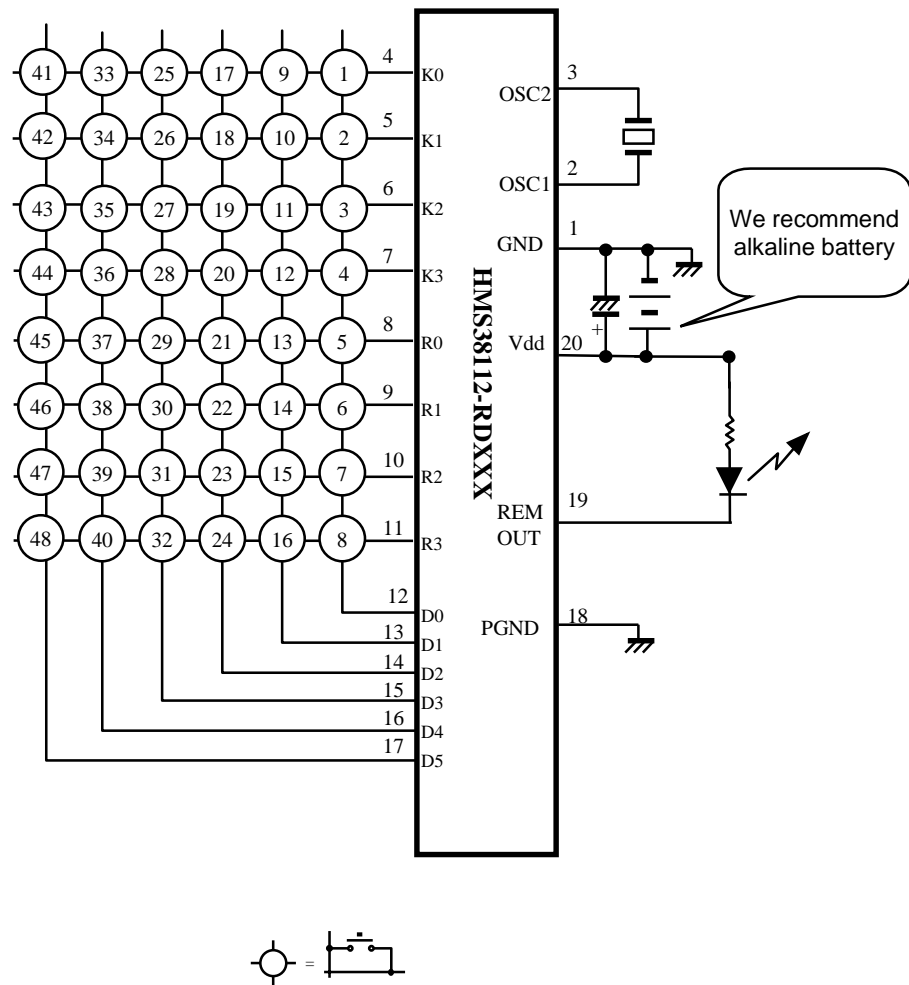 41 33 25 17 9 1 4 K0
42 34 26 18 10 2 5 K1
43 35 27 19 11 3 6 K2
44 36 28 20 12 4 7 K3
45 37 29 21 13 5 8 R0
46 38 30 22 14 6 9 R1
47 39 31 23 15 7 10 R2
48 40 32 24 16 8 11 R3
12 D0
13 D1
14 D2
15 D3
16 D4
17 D5
HMS38112-RDXXX
OSC2 3
OSC1 2
GND 1
Vdd 20
+
REM 19
OUT
PGND 18
We recommend
alkaline battery
=